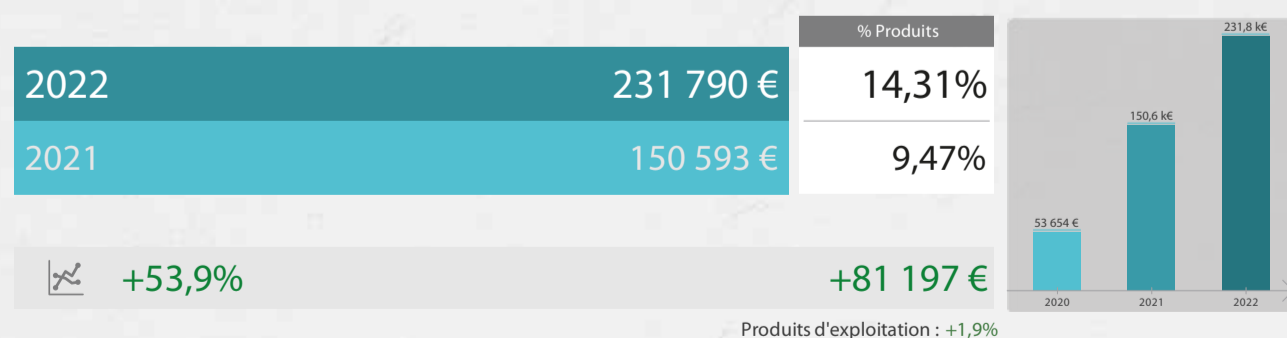 % Produits
2022 231 790 € 14,31%
2021 150 593 € 9,47%
+53,9% +81 197 €
Produits d'exploitation : +1,9%
231,8 k€
150,6 k€
53 654 €
2020 2021 2022